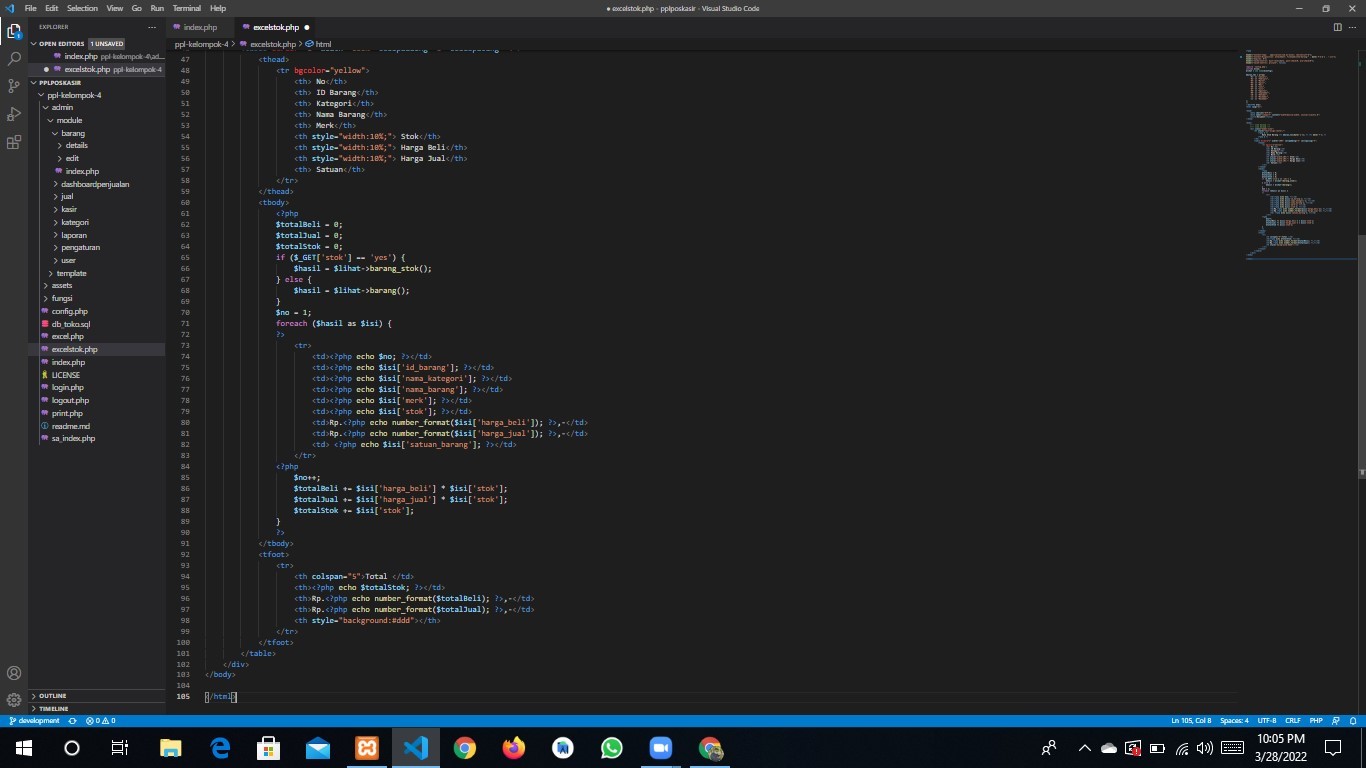 File Edit Selection View Go Run Terminal Help
● excelstok.php - pplposkasir - Visual Studio Code
EXPLORER
index.php
excelstok.php ●
OPEN EDITORS 1 UNSAVED
index.php ppl-kelompok-4\ad...
● excelstok.php ppl-kelompok-4
PPLPOSKASIR
ppl-kelompok-4
admin
module
barang
details
edit
index.php
dashboardpenjualan
jual
kasir
kategori
laporan
pengaturan
user
template
assets
fungsi
config.php
db_toko.sql
excel.php
excelstok.php
index.php
LICENSE
login.php
logout.php
print.php
readme.md
sa_index.php
OUTLINE
TIMELINE
ppl-kelompok-4 > excelstok.php > html
47 <thead>
48 <tr bgcolor="yellow">
49 <th> No</th>
50 <th> ID Barang</th>
51 <th> Kategori</th>
52 <th> Nama Barang</th>
53 <th> Merk</th>
54 <th style="width:10%;"> Stok</th>
55 <th style="width:10%;"> Harga Beli</th>
56 <th style="width:10%;"> Harga Jual</th>
57 <th> Satuan</th>
58 </tr>
59 </thead>
60 <tbody>
61 <?php
62 $totalBeli = 0;
63 $totalJual = 0;
64 $totalStok = 0;
65 if ($_GET['stok'] == 'yes') {
66 $hasil = $lihat->barang_stok();
67 } else {
68 $hasil = $lihat->barang();
69 }
70 $no = 1;
71 foreach ($hasil as $isi) {
72 ?>
73 <tr>
74 <td><?php echo $no; ?></td>
75 <td><?php echo $isi['id_barang']; ?></td>
76 <td><?php echo $isi['nama_kategori']; ?></td>
77 <td><?php echo $isi['nama_barang']; ?></td>
78 <td><?php echo $isi['merk']; ?></td>
79 <td><?php echo $isi['stok']; ?></td>
80 <td>Rp.<?php echo number_format($isi['harga_beli']); ?>,-</td>
81 <td>Rp.<?php echo number_format($isi['harga_jual']); ?>,-</td>
82 <td> <?php echo $isi['satuan_barang']; ?></td>
83 </tr>
84 <?php
85 $no++;
86 $totalBeli += $isi['harga_beli'] * $isi['stok'];
87 $totalJual += $isi['harga_jual'] * $isi['stok'];
88 $totalStok += $isi['stok'];
89 }
90 ?>
91 </tbody>
92 <tfoot>
93 <tr>
94 <th colspan="5">Total </td>
95 <th><?php echo $totalStok; ?></td>
96 <th>Rp.<?php echo number_format($totalBeli); ?>,-</td>
97 <th>Rp.<?php echo number_format($totalJual); ?>,-</td>
98 <th style="background:#ddd"></th>
99 </tr>
100 </tfoot>
101 </table>
102 </div>
103 </body>
104
105 </html>
development 0 0
Ln 105, Col 8 Spaces: 4 UTF-8 CRLF PHP
10:05 PM
3/28/2022